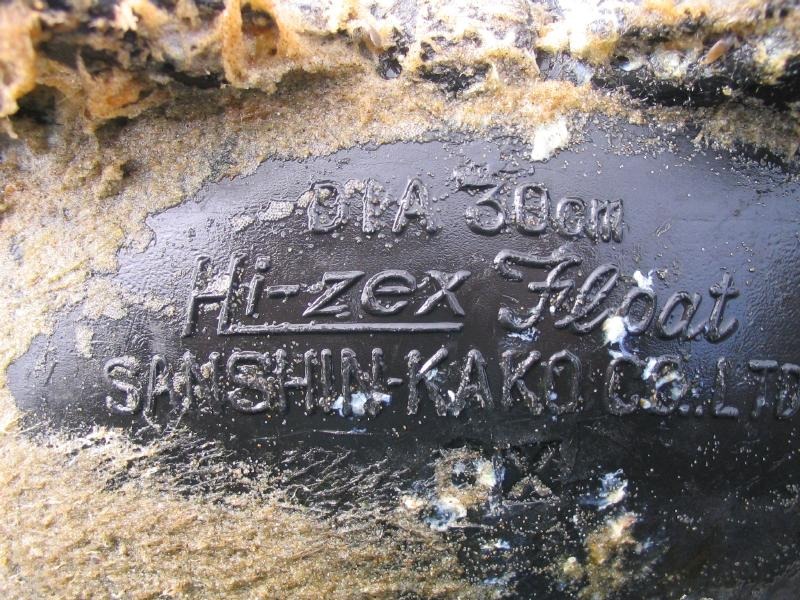 DIA 30cm
Hi-zex Float
SANSHIN-KAKO CO.,LTD